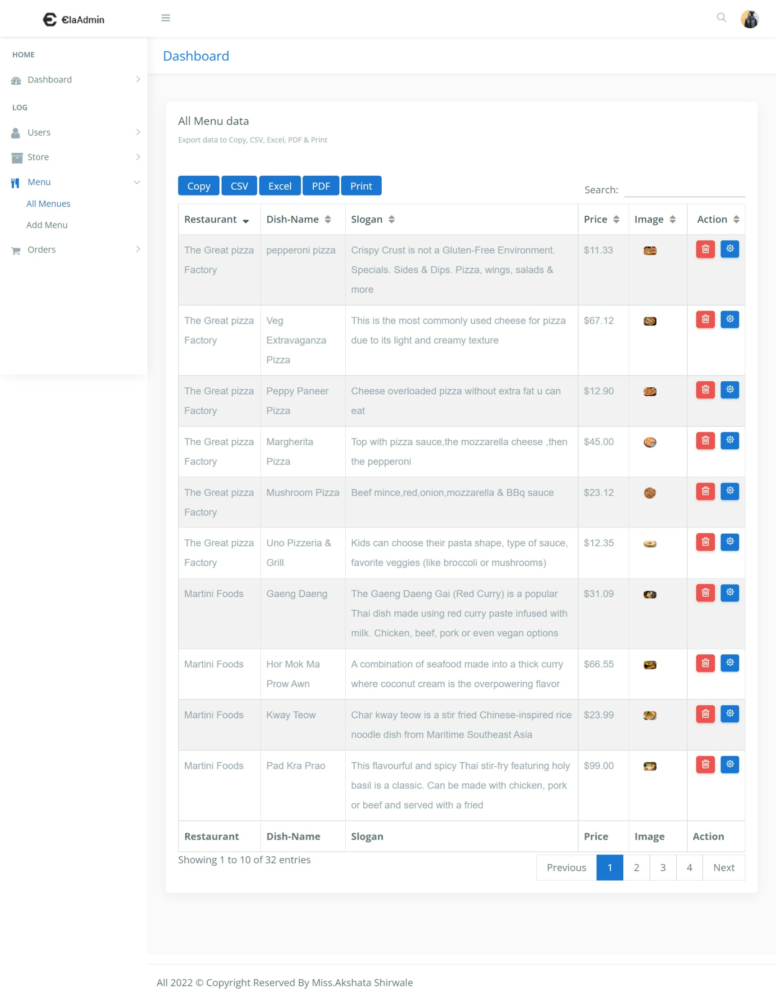 ElaAdmin
HOME
Dashboard
LOG
Users
Store
Menu
All Menues
Add Menu
Orders
Dashboard
All Menu data
Export data to Copy, CSV, Excel, PDF & Print
Copy CSV Excel PDF Print
Search:
Restaurant Dish-Name Slogan Price Image Action
The Great pizza pepperoni pizza Crispy Crust is not a Gluten-Free Environment. $11.33
Factory Specials. Sides & Dips. Pizza, wings, salads &
more
The Great pizza Veg This is the most commonly used cheese for pizza $67.12
Factory Extravaganza due to its light and creamy texture
Pizza
The Great pizza Peppy Paneer Cheese overloaded pizza without extra fat u can $12.90
Factory Pizza eat
The Great pizza Margherita Top with pizza sauce,the mozzarella cheese ,then $45.00
Factory Pizza the pepperoni
The Great pizza Mushroom Pizza Beef mince,red,onion,mozzarella & BBq sauce $23.12
Factory
The Great pizza Uno Pizzeria & Kids can choose their pasta shape, type of sauce, $12.35
Factory Grill favorite veggies (like broccoli or mushrooms)
Martini Foods Gaeng Daeng The Gaeng Daeng Gai (Red Curry) is a popular $31.09
Thai dish made using red curry paste infused with
milk. Chicken, beef, pork or even vegan options
Martini Foods Hor Mok Ma A combination of seafood made into a thick curry $66.55
Prow Awn where coconut cream is the overpowering flavor
Martini Foods Kway Teow Char kway teow is a stir fried Chinese-inspired rice $23.99
noodle dish from Maritime Southeast Asia
Martini Foods Pad Kra Prao This flavourful and spicy Thai stir-fry featuring holy $99.00
basil is a classic. Can be made with chicken, pork
or beef and served with a fried
Restaurant Dish-Name Slogan Price Image Action
Showing 1 to 10 of 32 entries
Previous 1 2 3 4 Next
All 2022 © Copyright Reserved By Miss.Akshata Shirwale